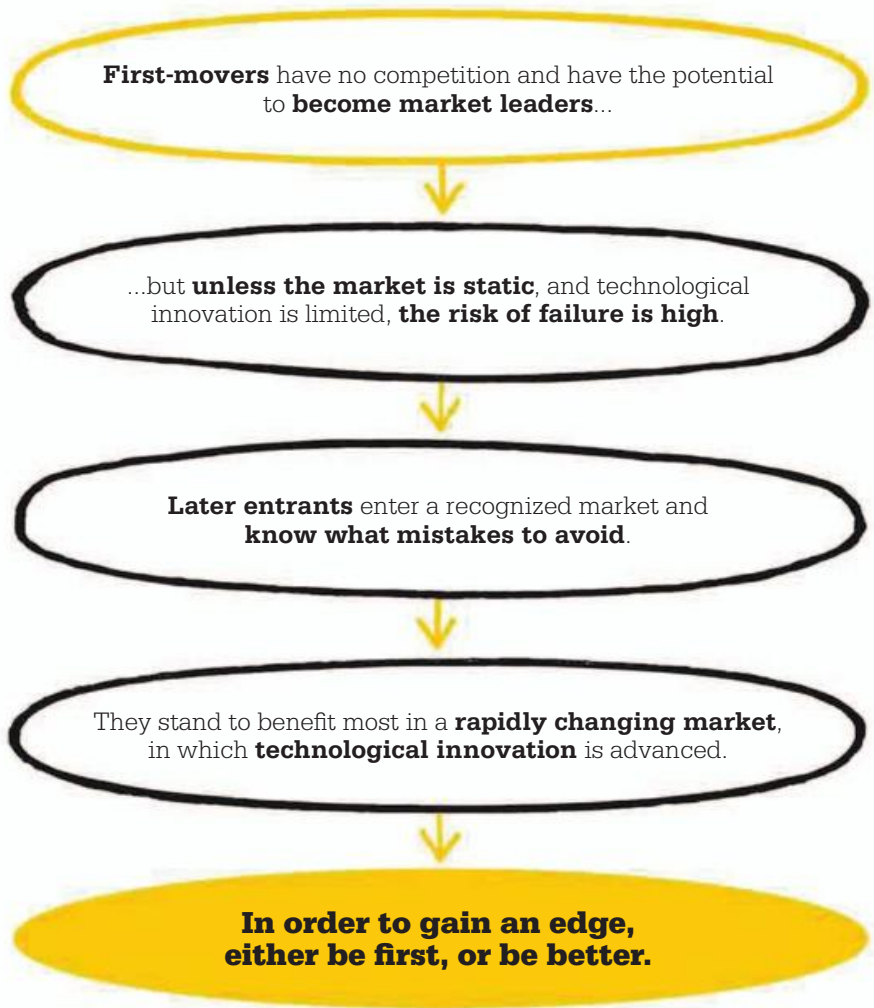 First-movers have no competition and have the potential
to become market leaders...
...but unless the market is static, and technological
innovation is limited, the risk of failure is high.
Later entrants enter a recognized market and
know what mistakes to avoid.
They stand to benefit most in a rapidly changing market,
in which technological innovation is advanced.
In order to gain an edge,
either be first, or be better.